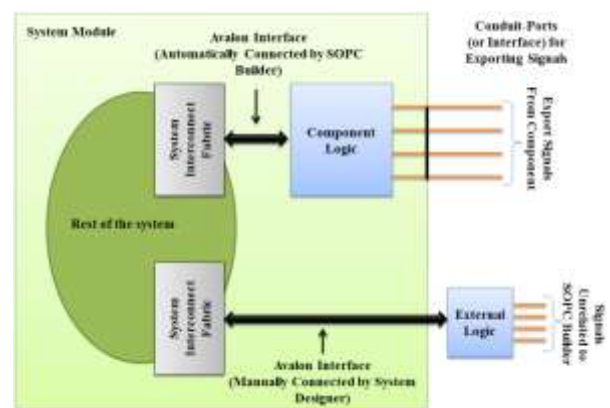 System Module
Avalon Interface
(Automatically Connected by SOPC
Builder)
Conduit-Ports
(or Interface) for
Exporting Signals
System
Interconnect
Fabric
Component
Logic
Export Signals
From Component
Rest of the system
System
Interconnect
Fabric
External
Logic
Signals
Unrelated to
SOPC Builder
Avalon Interface
(Manually Connected by System
Designer)